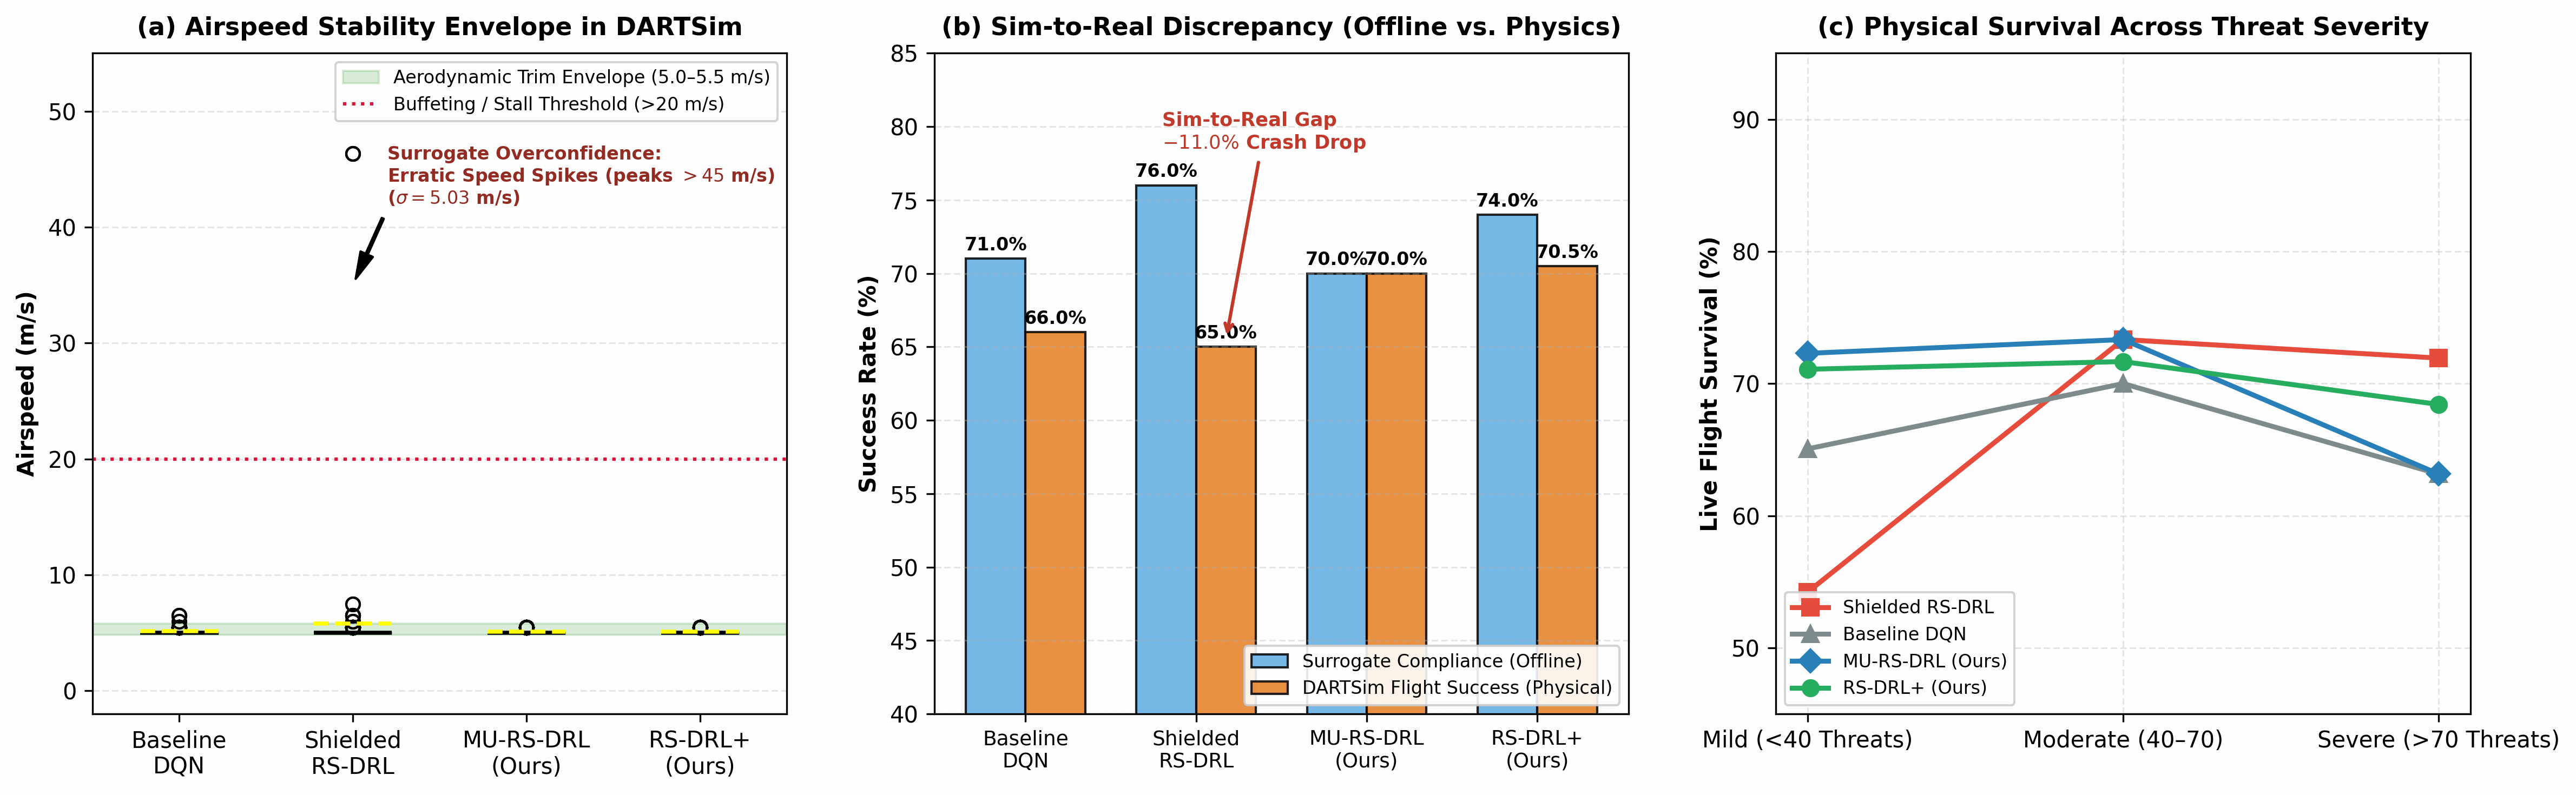 (a) Airspeed Stability Envelope in DARTSim
Aerodynamic Trim Envelope (5.0–5.5 m/s)
Buffeting / Stall Threshold (>20 m/s)
Surrogate Overconfidence:
Erratic Speed Spikes (peaks >45 m/s)
(σ = 5.03 m/s)
Airspeed (m/s)
50
40
30
20
10
0
Baseline
DQN
Shielded
RS-DRL
MU-RS-DRL
(Ours)
RS-DRL+
(Ours)
(b) Sim-to-Real Discrepancy (Offline vs. Physics)
Sim-to-Real Gap
−11.0% Crash Drop
Success Rate (%)
85
80
75
70
65
60
55
50
45
40
71.0%
66.0%
76.0%
65.0%
70.0%
70.0%
74.0%
70.5%
Surrogate Compliance (Offline)
DARTSim Flight Success (Physical)
Baseline
DQN
Shielded
RS-DRL
MU-RS-DRL
(Ours)
RS-DRL+
(Ours)
(c) Physical Survival Across Threat Severity
Live Flight Survival (%)
90
80
70
60
50
Shielded RS-DRL
Baseline DQN
MU-RS-DRL (Ours)
RS-DRL+ (Ours)
Mild (<40 Threats)
Moderate (40–70)
Severe (>70 Threats)